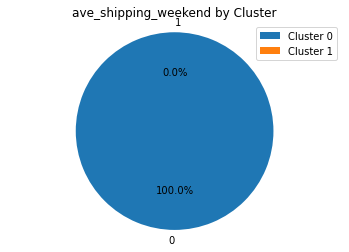 ave_shipping_weekend by Cluster
1
Cluster 0
Cluster 1
0.0%
100.0%
0